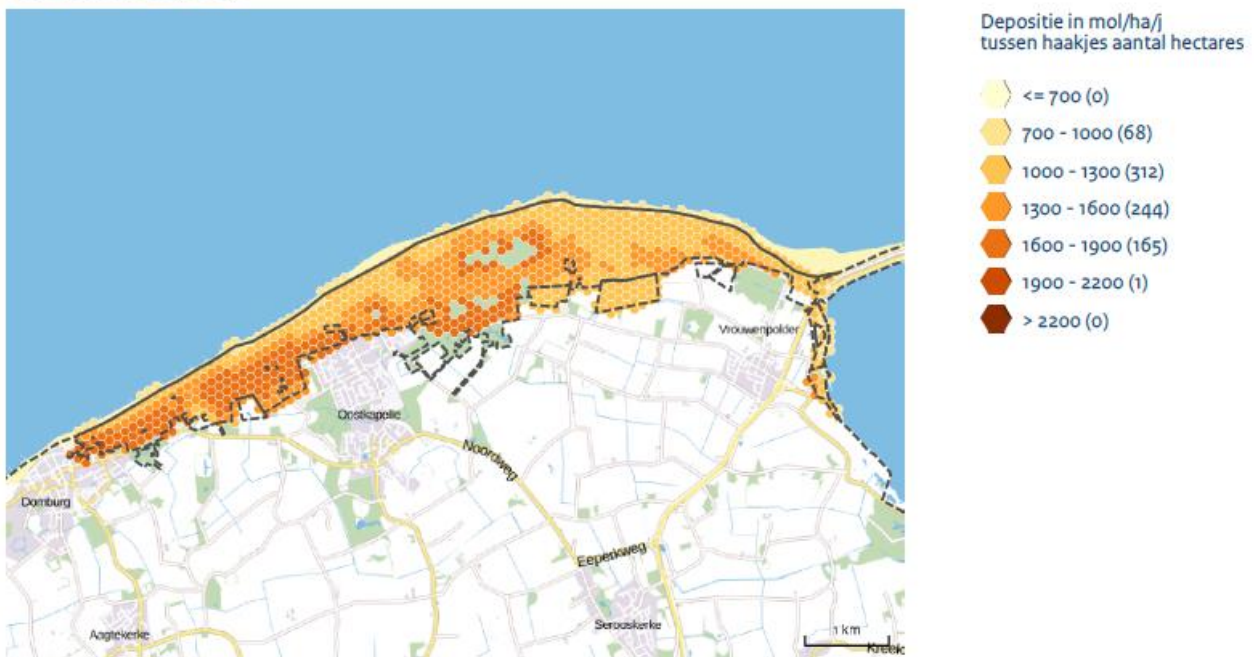 Depositie in mol/ha/j
tussen haakjes aantal hectares
<= 700 (0)
700 - 1000 (68)
1000 - 1300 (312)
1300 - 1600 (244)
1600 - 1900 (165)
1900 - 2200 (1)
> 2200 (0)
Vrouwenpolder
Oostkapelle
Noordweg
Domburg
Eeperkweg
Aagtekerke
Serooskerke
1 km